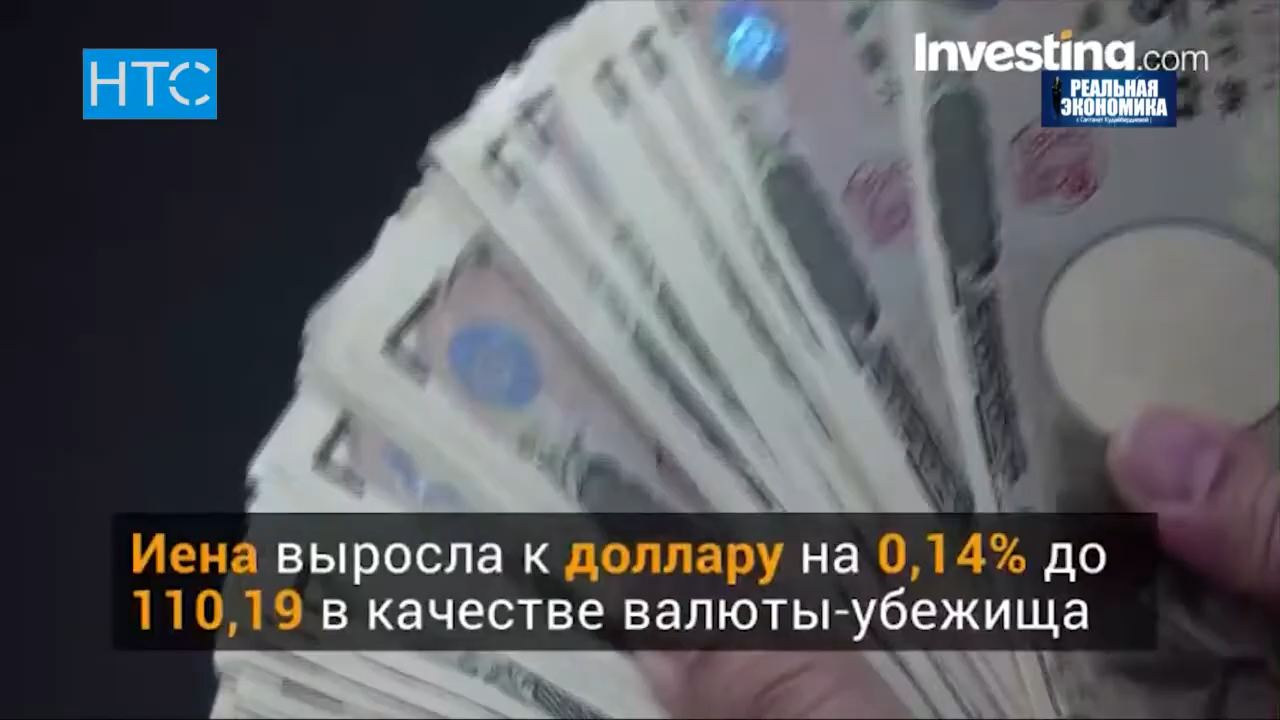 НТС
Investing.com
РЕАЛЬНАЯ
ЭКОНОМИКА
Иена выросла к доллару на 0,14% до
110,19 в качестве валюты-убежища